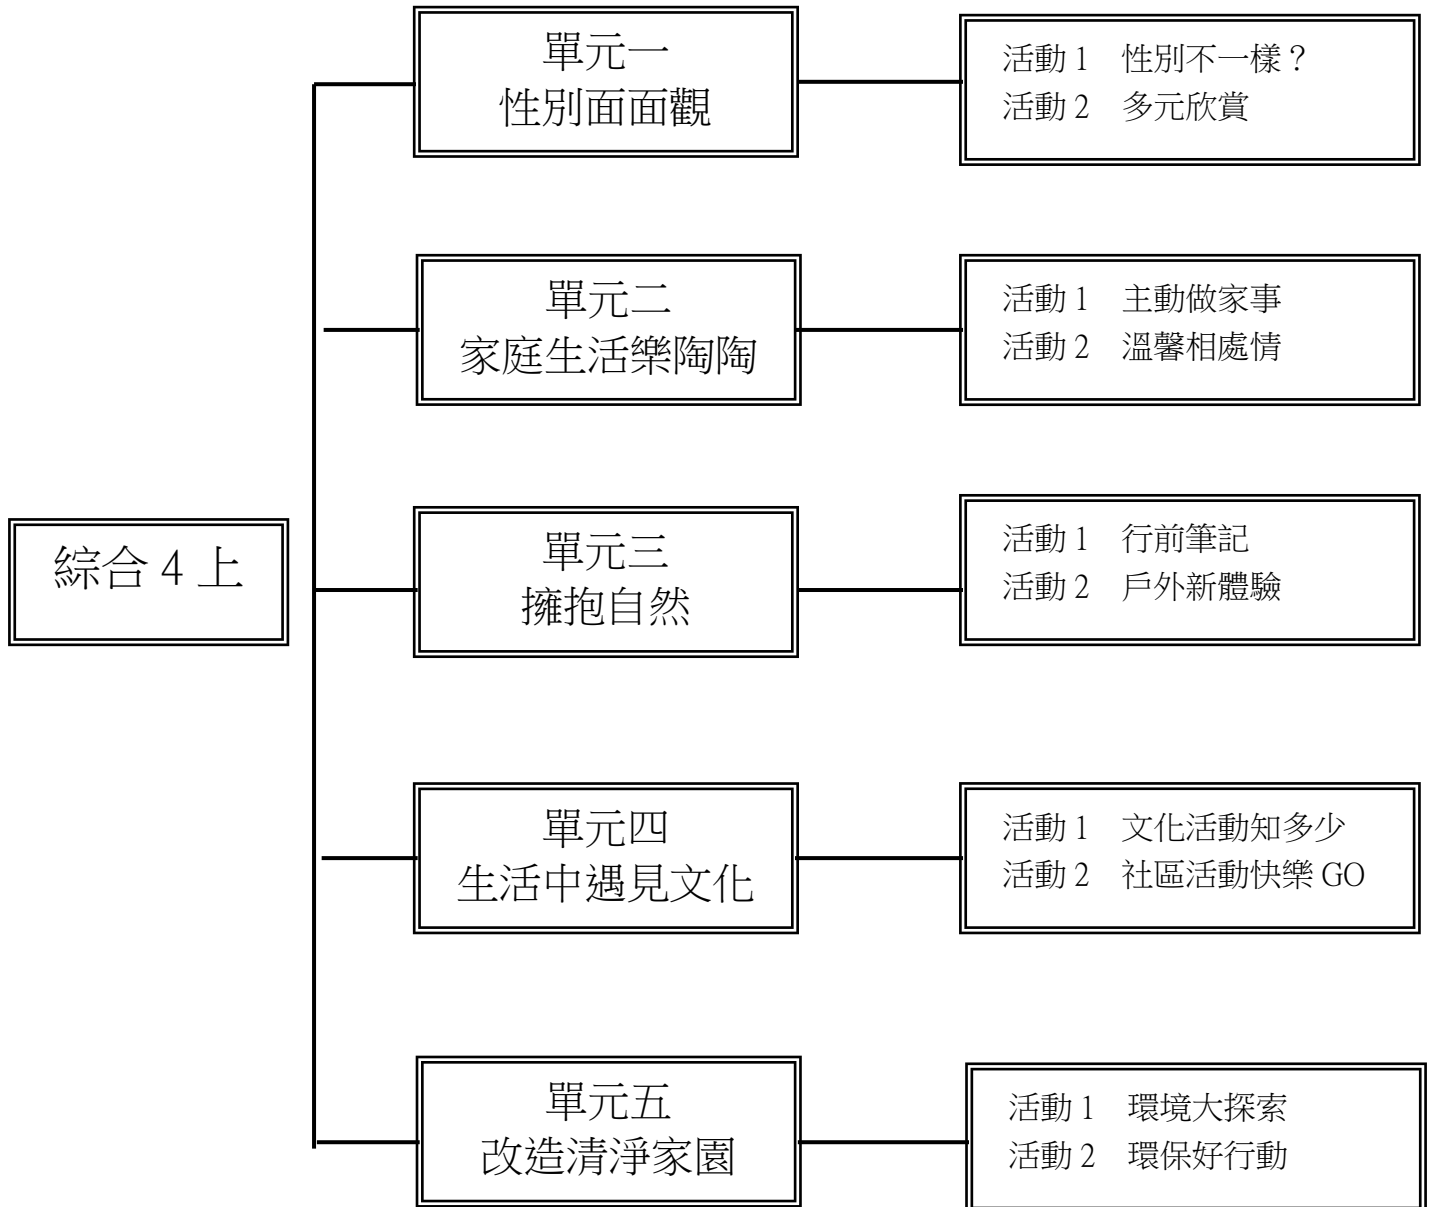 單元一
性別面面觀
活動 1　性別不一樣？
活動 2　多元欣賞
單元二
家庭生活樂陶陶
活動 1　主動做家事
活動 2　溫馨相處情
綜合 4 上
單元三
擁抱自然
活動 1　行前筆記
活動 2　戶外新體驗
單元四
生活中遇見文化
活動 1　文化活動知多少
活動 2　社區活動快樂 GO
單元五
改造清淨家園
活動 1　環境大探索
活動 2　環保好行動